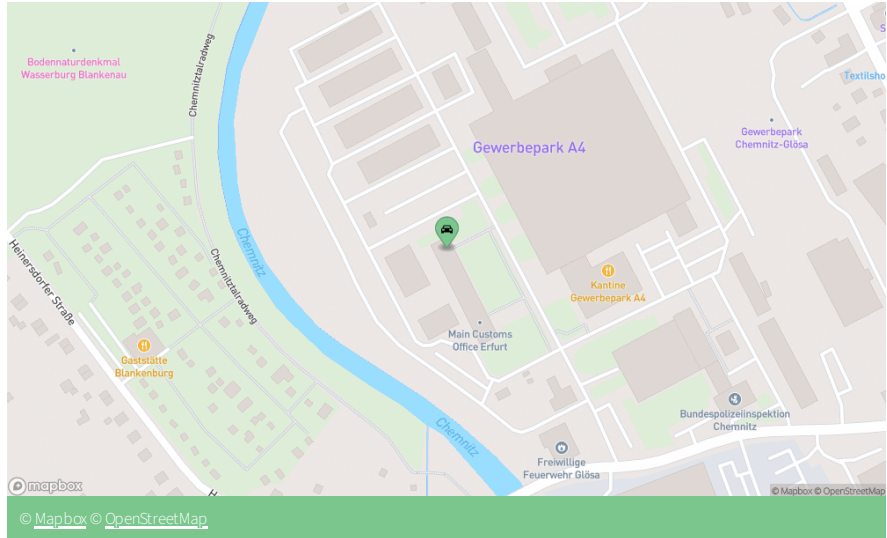 Bodennaturdenkmal
Wasserburg Blankenau
Chemnitztalradweg
Gewerbepark A4
Textilsho
Gewerbepark
Chemnitz-Glösa
Chemnitz
Chemnitztalradweg
Heinersdorfer Straße
Kantine
Gewerbepark A4
Main Customs
Office Erfurt
Gaststätte
Blankenburg
Bundespolizeiinspektion
Chemnitz
Chemnitz
Freiwillige
Feuerwehr Glösa
mapbox
© Mapbox © OpenStreetMap
© Mapbox © OpenStreetMap